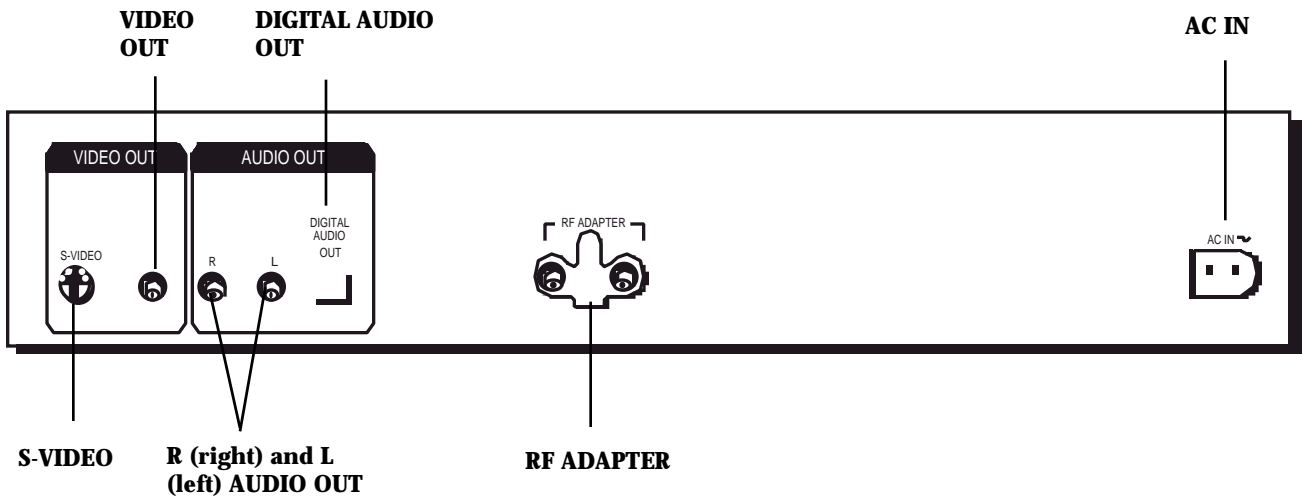 VIDEO
OUT
DIGITAL AUDIO
OUT
AC IN
VIDEO OUT
AUDIO OUT
S-VIDEO
R
L
DIGITAL
AUDIO
OUT
RF ADAPTER
AC IN
S-VIDEO
R (right) and L
(left) AUDIO OUT
RF ADAPTER